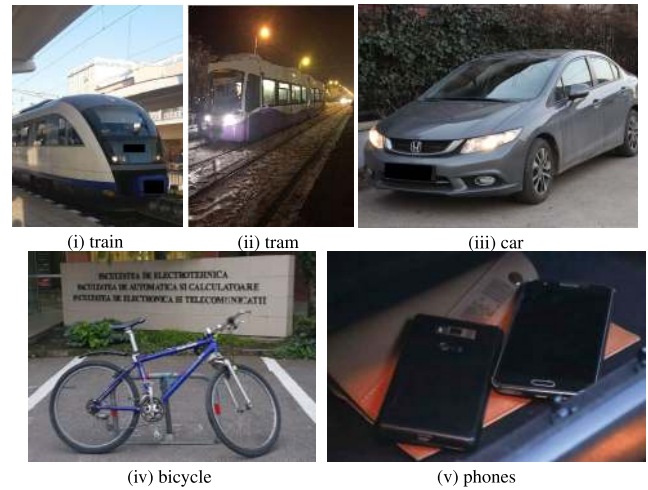 (i) train
(ii) tram
(iii) car
FACULTATEA DE ELECTROTEHNICA
FACULTATEA DE AUTOMATICA SI CALCULATOARE
FACULTATEA DE ELECTRONICA SI TELECOMUNICATII
(iv) bicycle
(v) phones